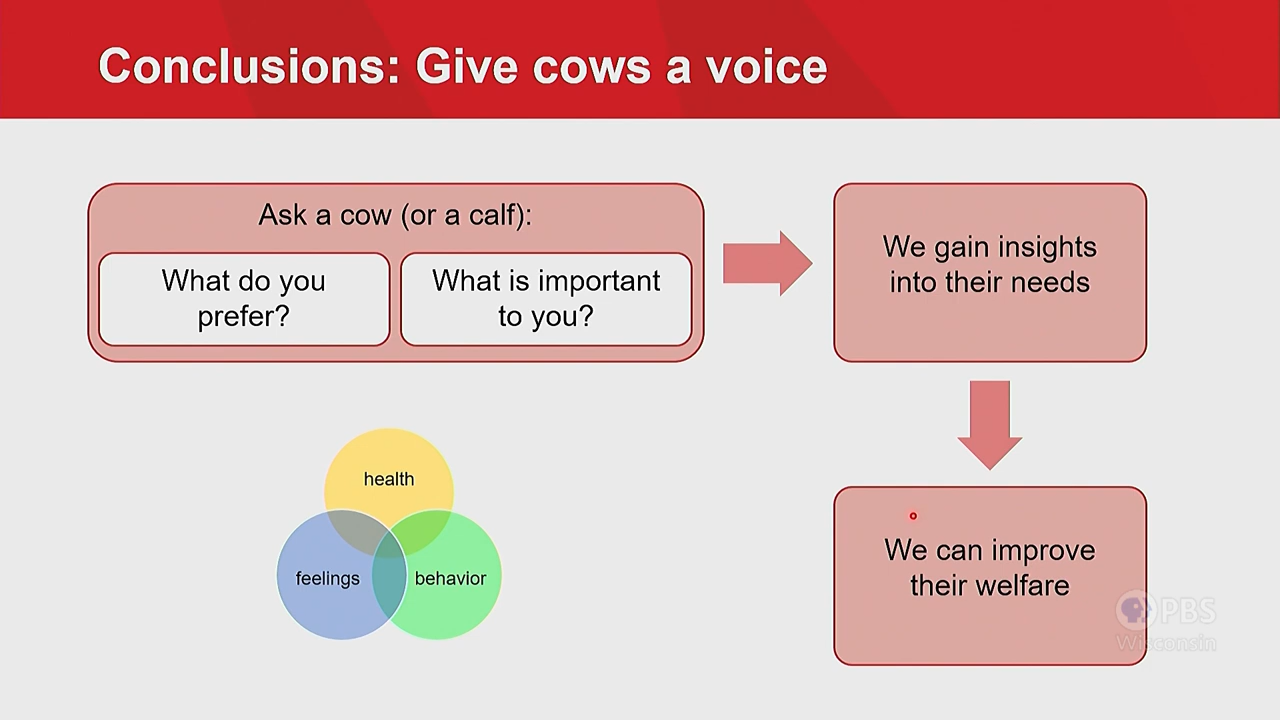 Conclusions: Give cows a voice
Ask a cow (or a calf):
What do you
prefer?
What is important
to you?
We gain insights
into their needs
health
feelings
behavior
We can improve
their welfare
PBS
Wisconsin